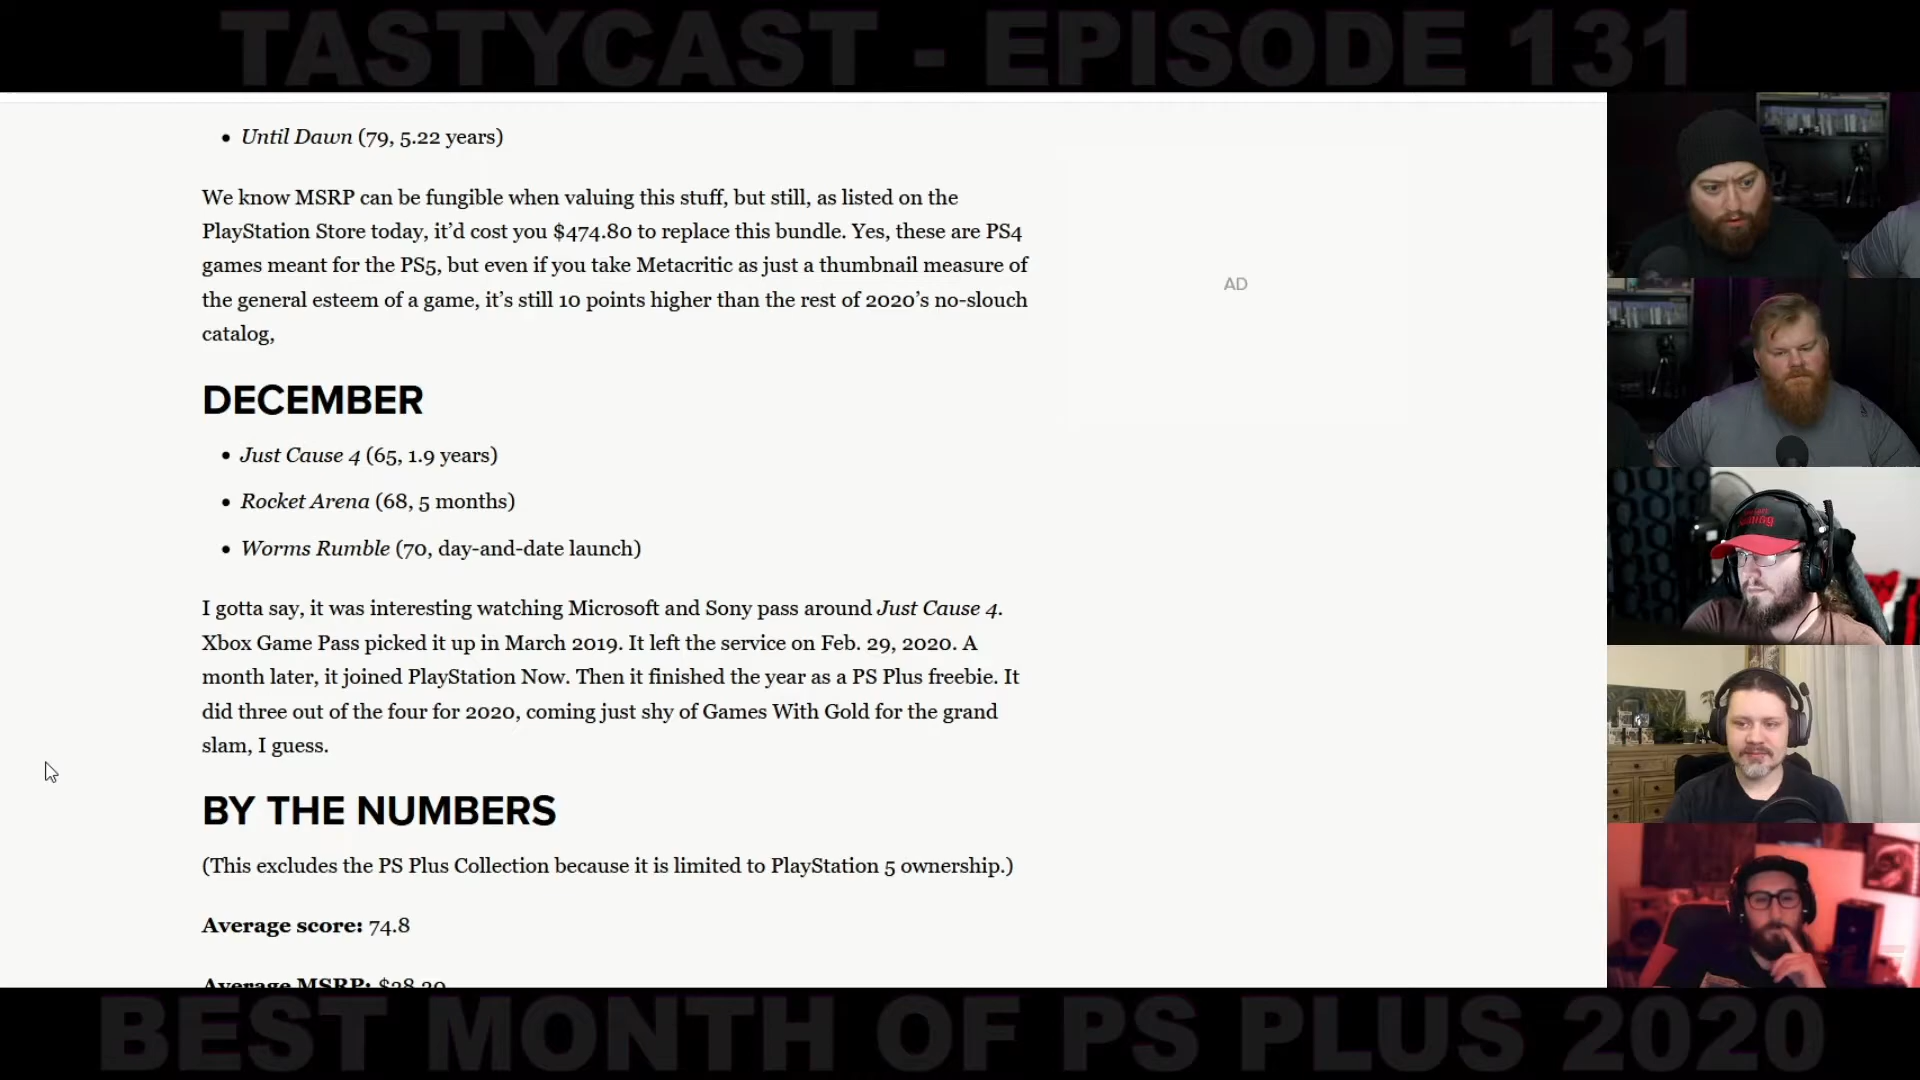 TASTYCAST - EPISODE 131
• Until Dawn (79, 5.22 years)
We know MSRP can be fungible when valuing this stuff, but still, as listed on the
PlayStation Store today, it’d cost you $474.80 to replace this bundle. Yes, these are PS4
games meant for the PS5, but even if you take Metacritic as just a thumbnail measure of
the general esteem of a game, it’s still 10 points higher than the rest of 2020’s no-slouch
catalog,
AD
DECEMBER
• Just Cause 4 (65, 1.9 years)
• Rocket Arena (68, 5 months)
• Worms Rumble (70, day-and-date launch)
I gotta say, it was interesting watching Microsoft and Sony pass around Just Cause 4.
Xbox Game Pass picked it up in March 2019. It left the service on Feb. 29, 2020. A
month later, it joined PlayStation Now. Then it finished the year as a PS Plus freebie. It
did three out of the four for 2020, coming just shy of Games With Gold for the grand
slam, I guess.
BY THE NUMBERS
(This excludes the PS Plus Collection because it is limited to PlayStation 5 ownership.)
Average score: 74.8
Average MSRP:
BEST MONTH OF PS PLUS 2020